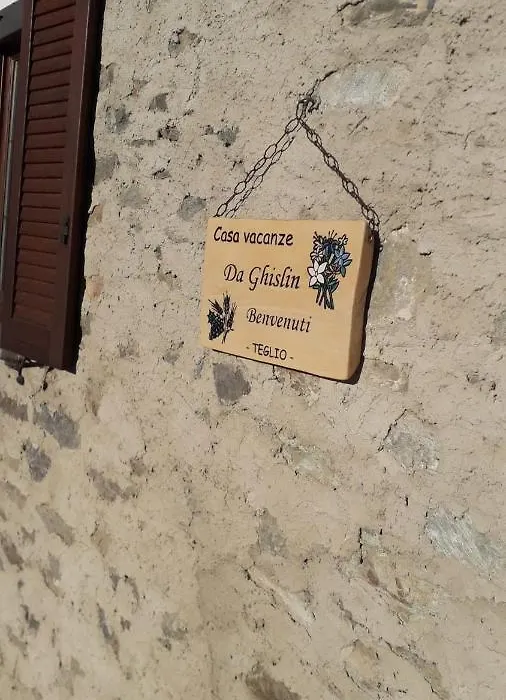 Casa vacanze
Da Ghislin
Benvenuti
- TEGLIO -